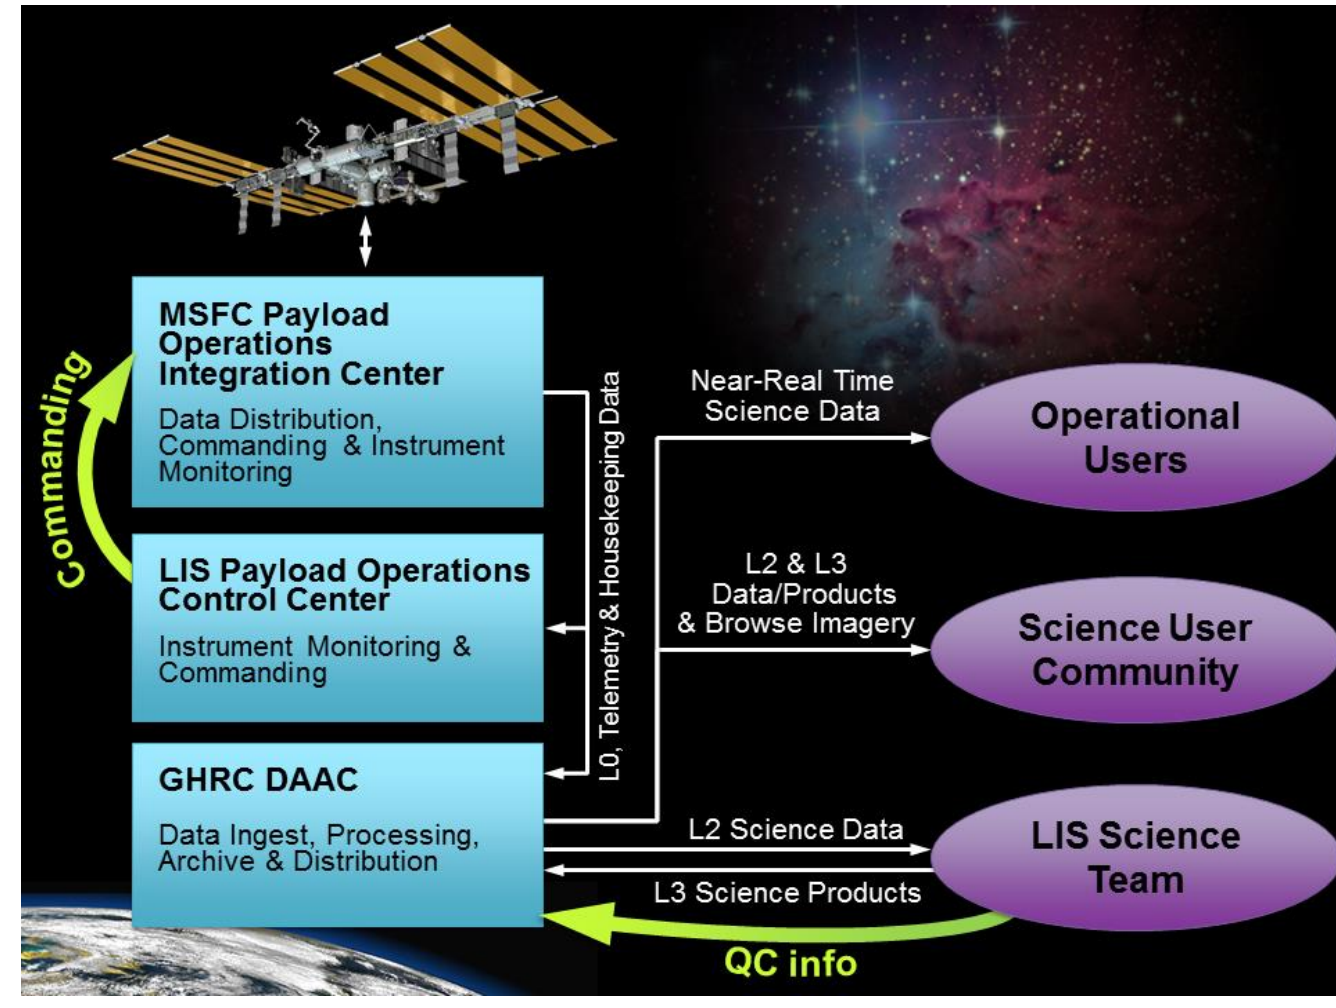 MSFC Payload
Operations
Integration Center
Data Distribution,
Commanding & Instrument
Monitoring
Commanding
LIS Payload Operations
Control Center
Instrument Monitoring &
Commanding
GHRC DAAC
Data Ingest, Processing,
Archive & Distribution
L0, Telemetry & Housekeeping Data
Near-Real Time
Science Data
Operational
Users
L2 & L3
Data/Products
& Browse Imagery
Science User
Community
L2 Science Data
L3 Science Products
LIS Science
Team
QC info